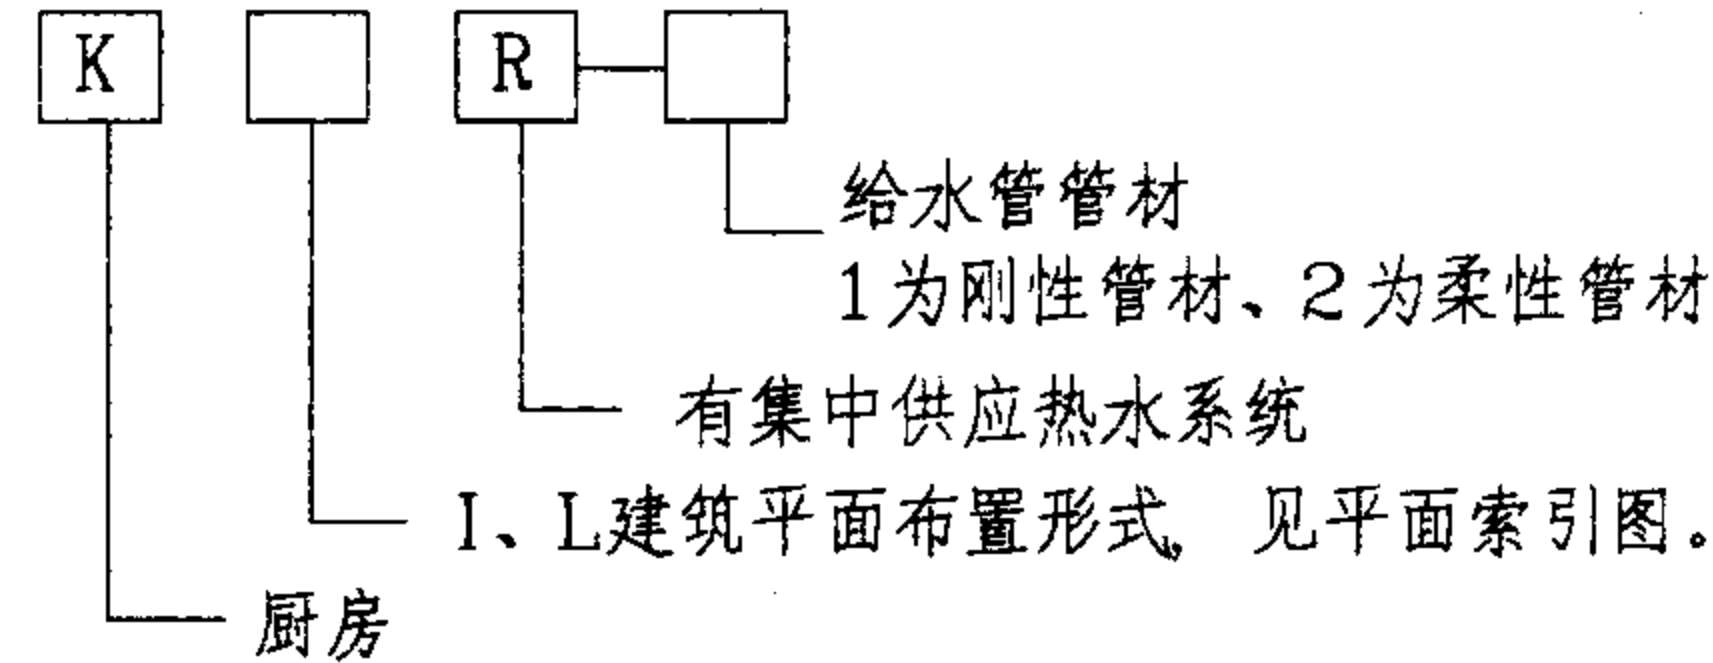 K R
给水管管材
1为刚性管材、2为柔性管材
有集中供应热水系统
I、L建筑平面布置形式,见平面索引图。
厨房